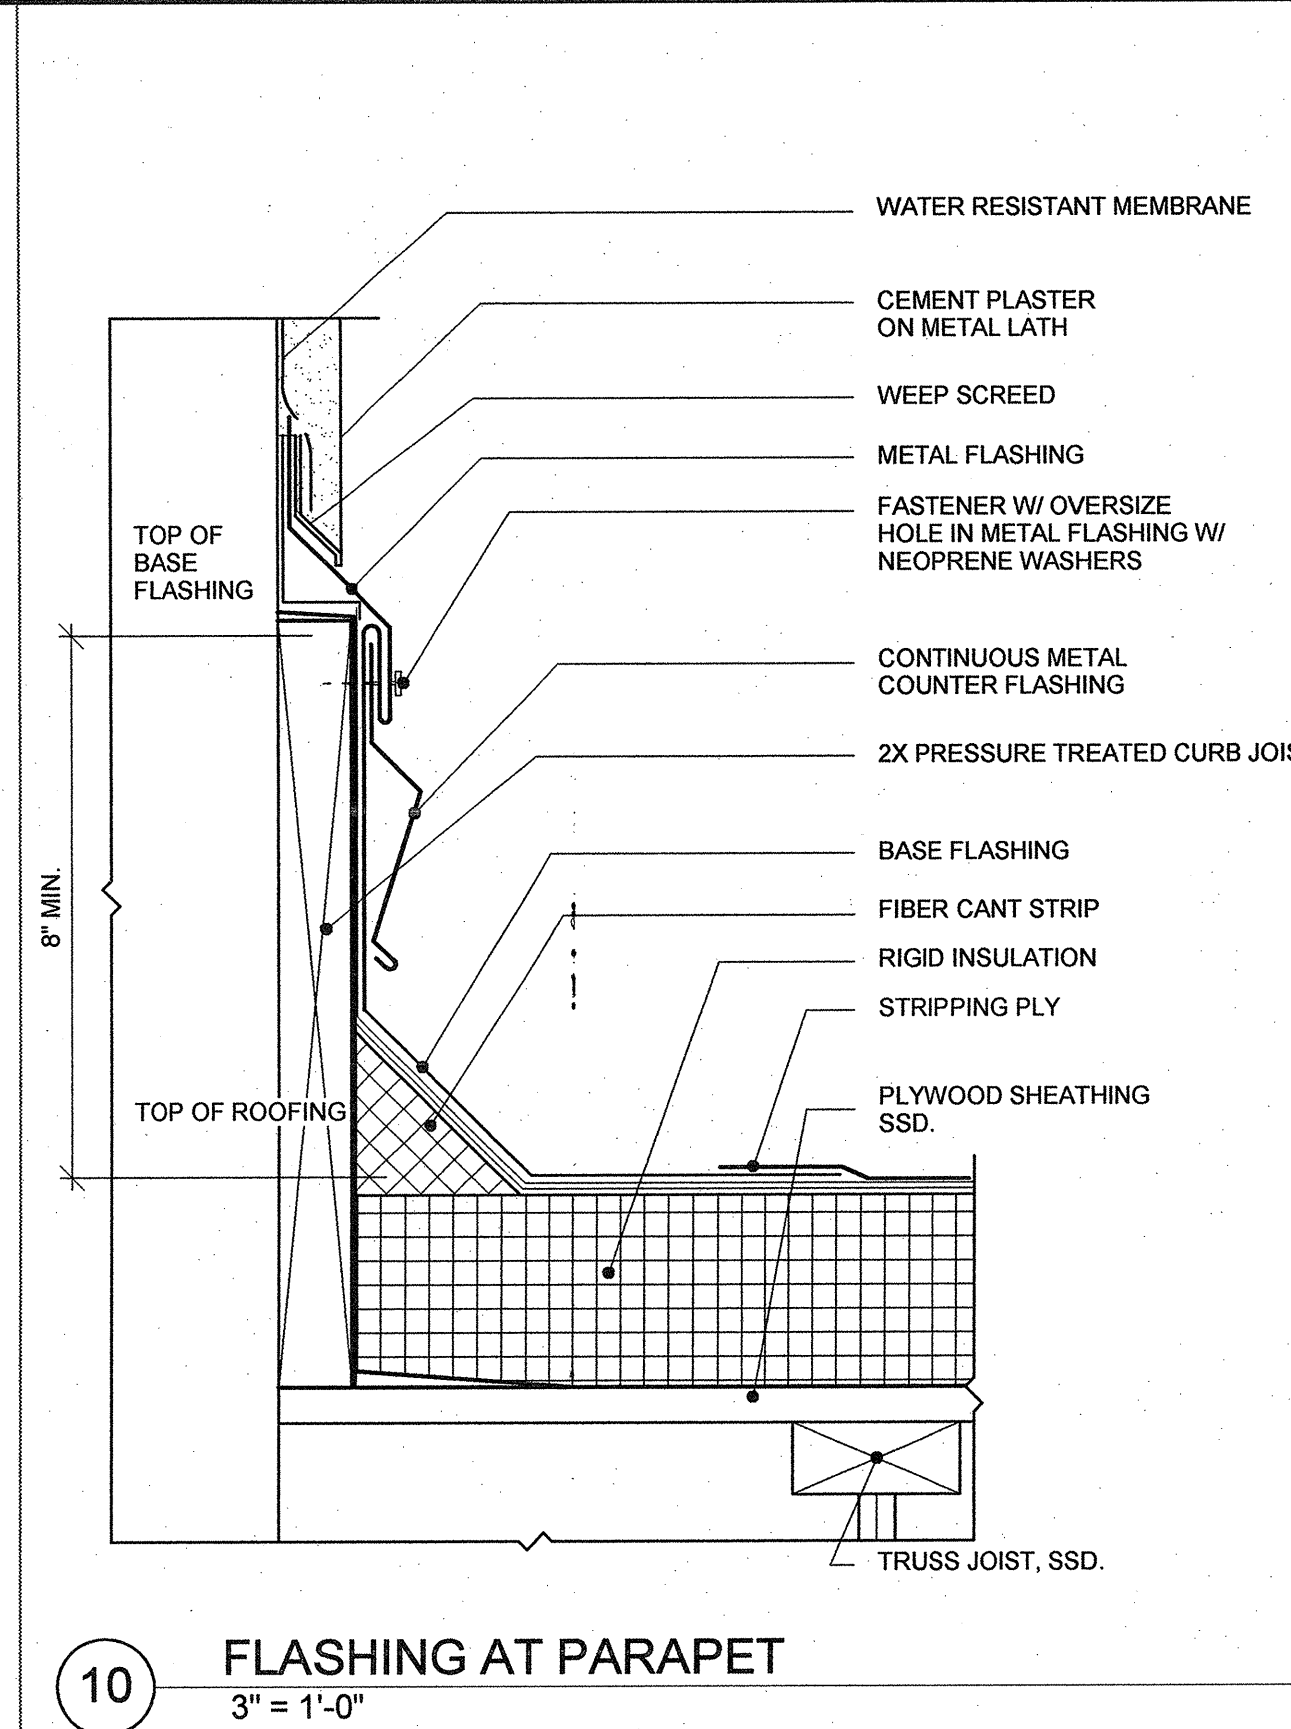 WATER RESISTANT MEMBRANE
CEMENT PLASTER
ON METAL LATH
WEEP SCREED
METAL FLASHING
FASTENER W/ OVERSIZE
HOLE IN METAL FLASHING W/
NEOPRENE WASHERS
TOP OF
BASE
FLASHING
CONTINUOUS METAL
COUNTER FLASHING
2X PRESSURE TREATED CURB JOIS
8" MIN.
BASE FLASHING
FIBER CANT STRIP
RIGID INSULATION
STRIPPING PLY
TOP OF ROOFING
PLYWOOD SHEATHING
SSD.
TRUSS JOIST, SSD.
10
FLASHING AT PARAPET
3" = 1'-0"